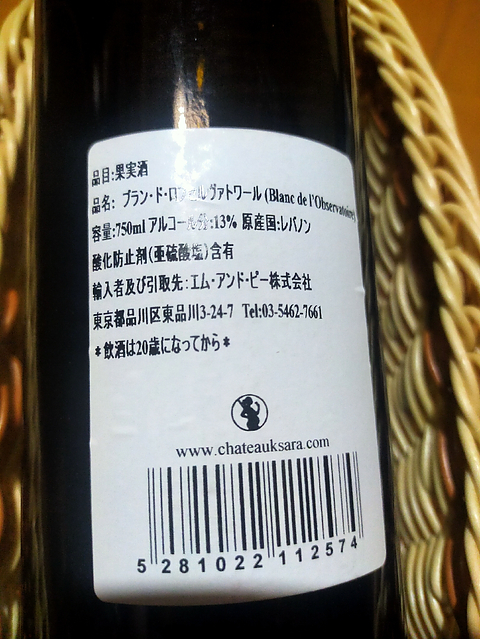 品目:果実酒
品名: ブラン・ド・ロブセルヴァトワール (Blanc de l'Observatoire)
容量:750ml アルコール分:13% 原産国:レバノン
酸化防止剤(亜硫酸塩)含有
輸入者及び引取先:エム・アンド・ピー株式会社
東京都品川区東品川3-24-7 Tel:03-5462-7661
*飲酒は20歳になってから*
www.chateauksara.com
5 281022 112574